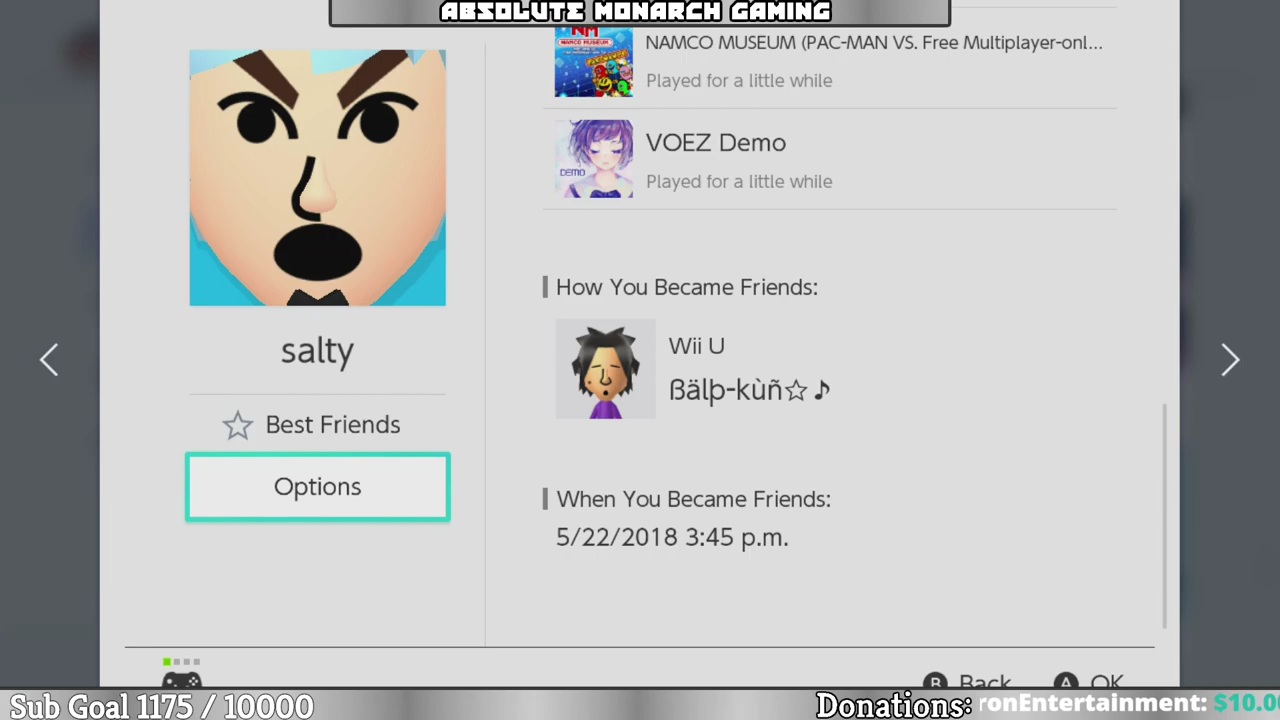 ABSOLUTE MONARCH GAMING
NAMCO MUSEUM (PAC-MAN VS. Free Multiplayer-onl...
Played for a little while
DEMO
VOEZ Demo
Played for a little while
How You Became Friends:
Wii U
ßälþ-kùñ☆♪
salty
Best Friends
Options
When You Became Friends:
5/22/2018 3:45 p.m.
B Back
A OK
Sub Goal 1175 / 10000
Donations: ronEntertainment: $10.0